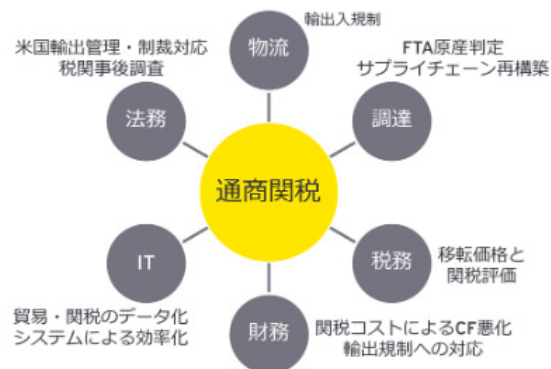 輸出入規制
物流
米国輸出管理・制裁対応
税関事後調査
法務
FTA原産判定
サプライチェーン再構築
調達
通商関税
IT
貿易・関税のデータ化
システムによる効率化
税務
移転価格と
関税評価
財務
関税コストによるCF悪化
輸出規制への対応